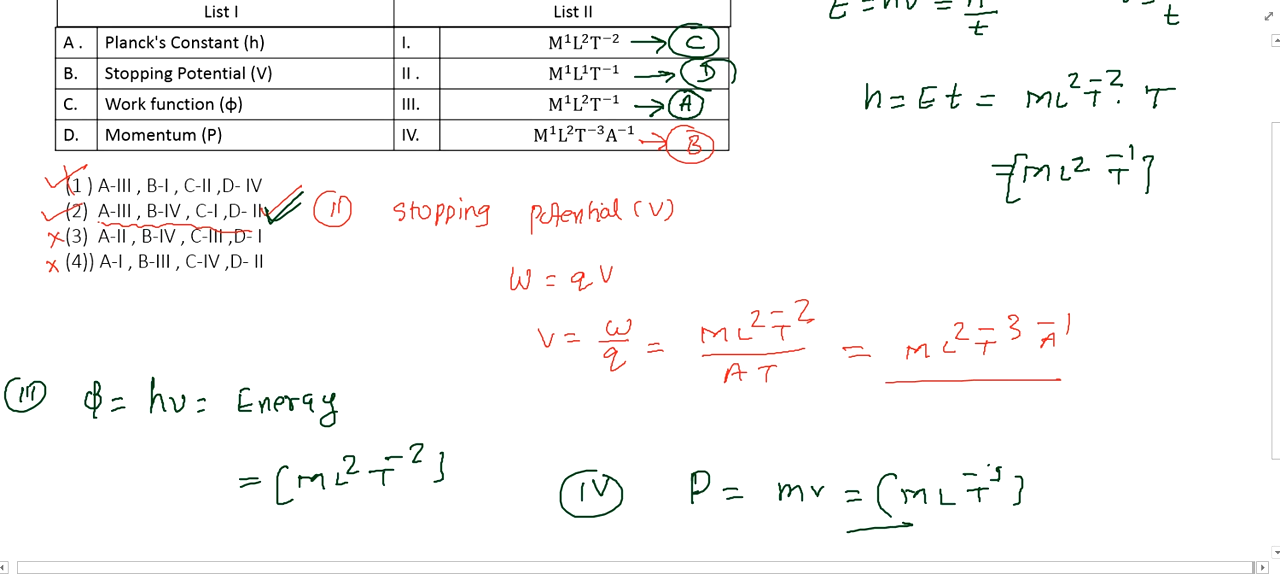 List I List II
A. Planck's Constant (h) I. M¹L²T⁻² → C
B. Stopping Potential (V) II. M¹L¹T⁻¹ → D
C. Work function (ϕ) III. M¹L²T⁻¹ → A
D. Momentum (P) IV. M¹L²T⁻³A⁻¹ → B
(1) A-III , B-I , C-II ,D- IV
(2) A-III , B-IV , C-I ,D- II
(3) A-II , B-IV , C-III ,D- I
(4)) A-I , B-III , C-IV ,D- II
t
t
h = Et = ML²T⁻². T
=[ML² T⁻¹]
(II) Stopping potential (V)
W = qV
V = W/q = ML²T⁻²/AT = ML²T⁻³A⁻¹
(III) ϕ = hν = Energy
= [ML²T⁻²]
(IV) P = mv = [MLT⁻¹]